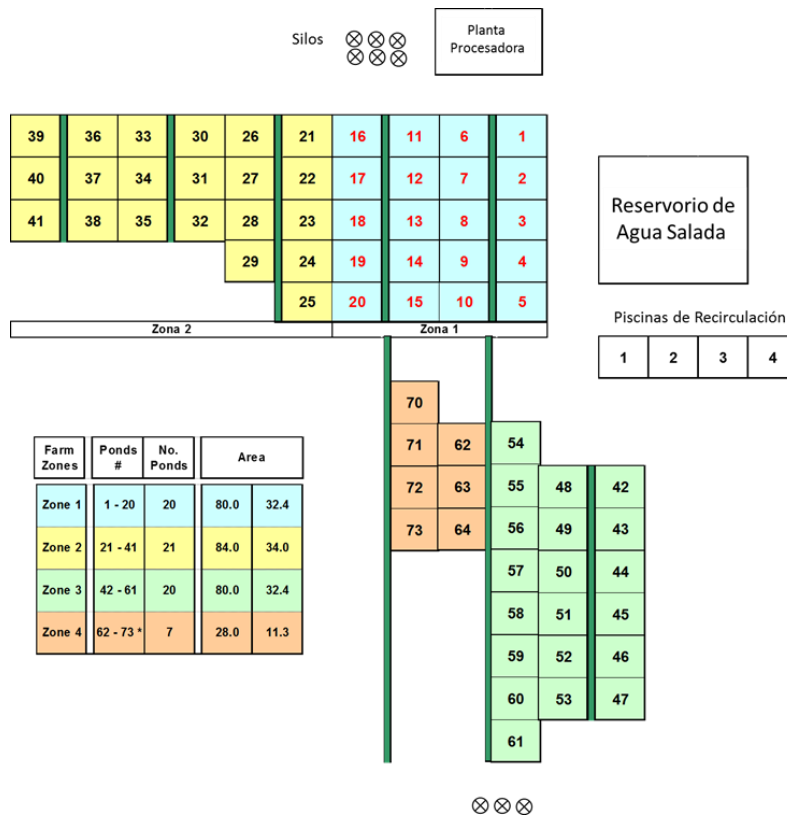 Silos
Planta
Procesadora
39 36 33 30 26 21 16 11 6 1
40 37 34 31 27 22 17 12 7 2
41 38 35 32 28 23 18 13 8 3
29 24 19 14 9 4
25 20 15 10 5
Zona 2 Zona 1
Reservorio de
Agua Salada
Piscinas de Recirculación
1 2 3 4
70
71 62 54
72 63 55 48 42
73 64 56 49 43
57 50 44
58 51 45
59 52 46
60 53 47
61
Farm
Zones
Ponds
#
No.
Ponds
Area
Zone 1 1 - 20 20 80.0 32.4
Zone 2 21 - 41 21 84.0 34.0
Zone 3 42 - 61 20 80.0 32.4
Zone 4 62 - 73 * 7 28.0 11.3